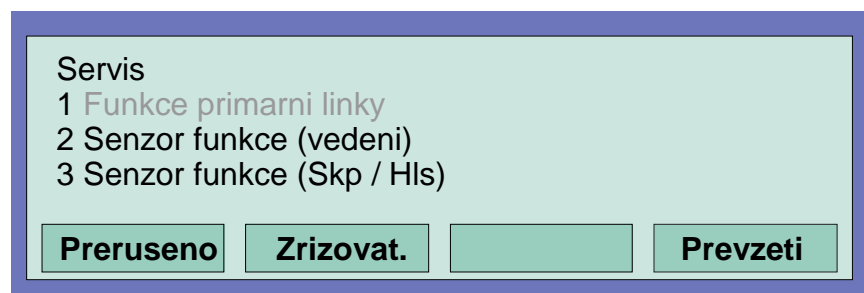 Servis
1 Funkce primarni linky
2 Senzor funkce (vedeni)
3 Senzor funkce (Skp / Hls)
Preruseno Zrizovat. Prevzeti